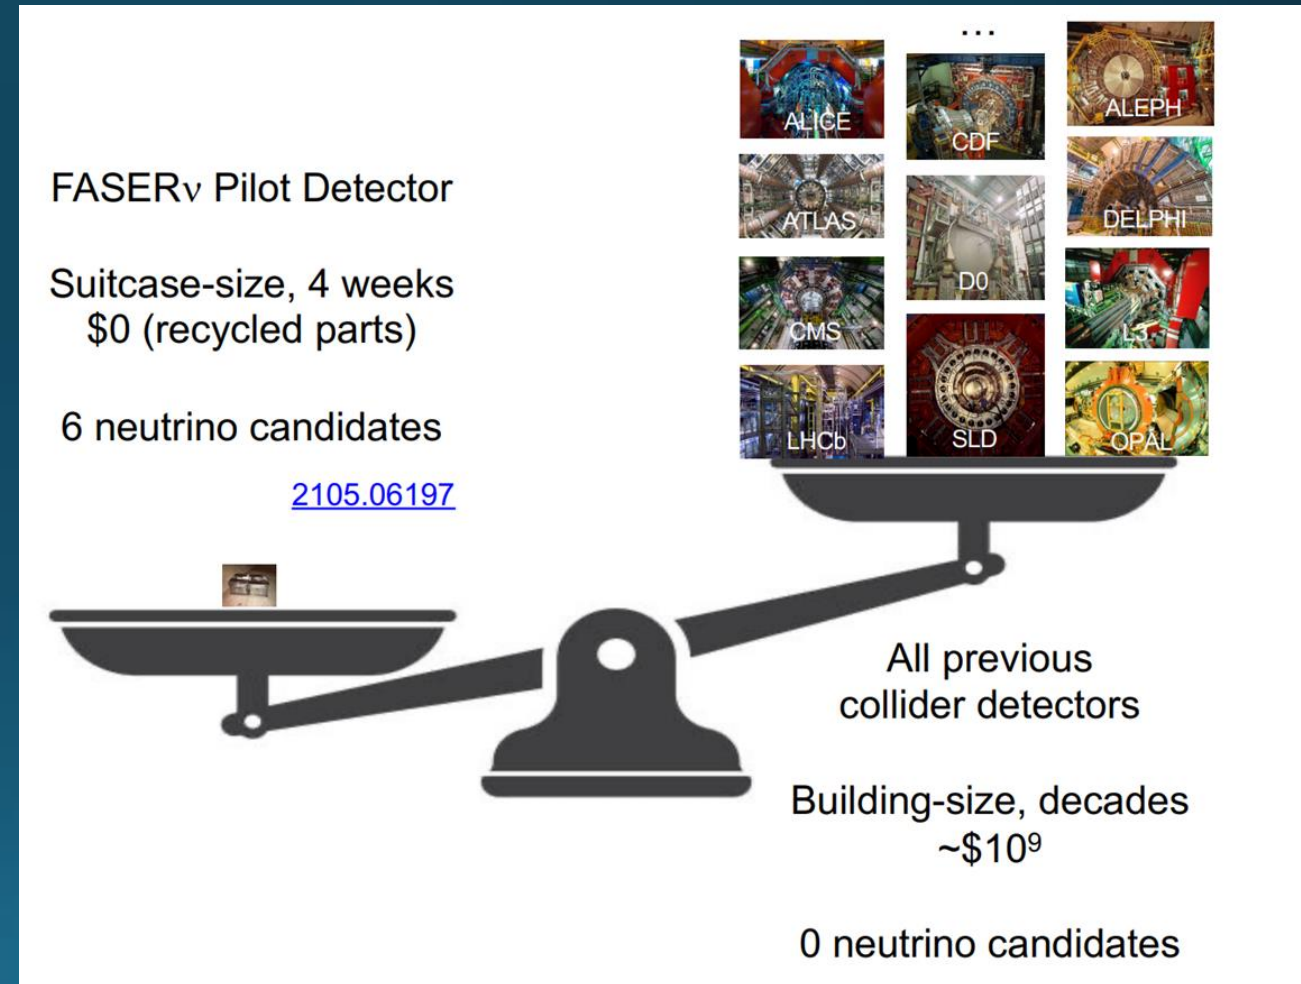 FASERν Pilot Detector
Suitcase-size, 4 weeks
$0 (recycled parts)
6 neutrino candidates
2105.06197
...
ALICE
CDF
ALEPH
ATLAS
D0
DELPHI
CMS
L3
LHCb
SLD
OPAL
All previous
collider detectors
Building-size, decades
~$10⁹
0 neutrino candidates